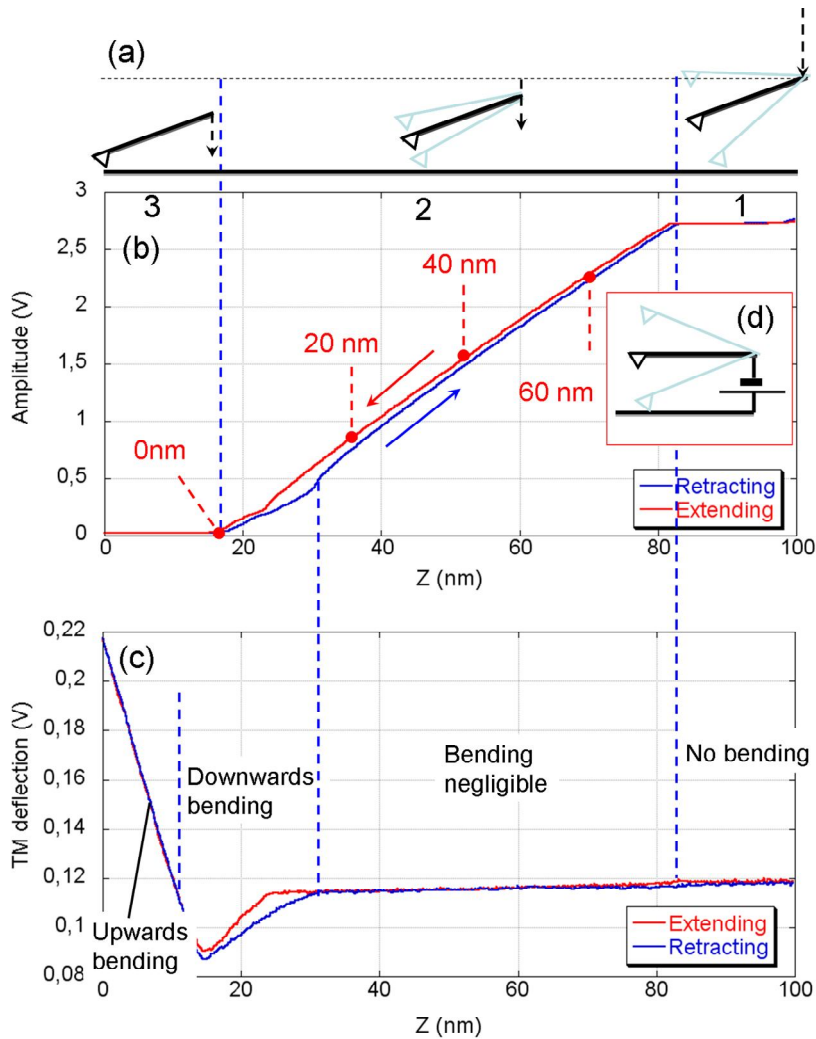 (a)
3 2 1
(b)
(d)
3
2,5
2
1,5
1
0,5
0
Amplitude (V)
0nm
20 nm
40 nm
60 nm
Retracting
Extending
0 20 40 60 80 100
Z (nm)
(c)
0,22
0,2
0,18
0,16
0,14
0,12
0,1
0,08
TM deflection (V)
Downwards
bending
Bending
negligible
No bending
Upwards
bending
Extending
Retracting
0 20 40 60 80 100
Z (nm)